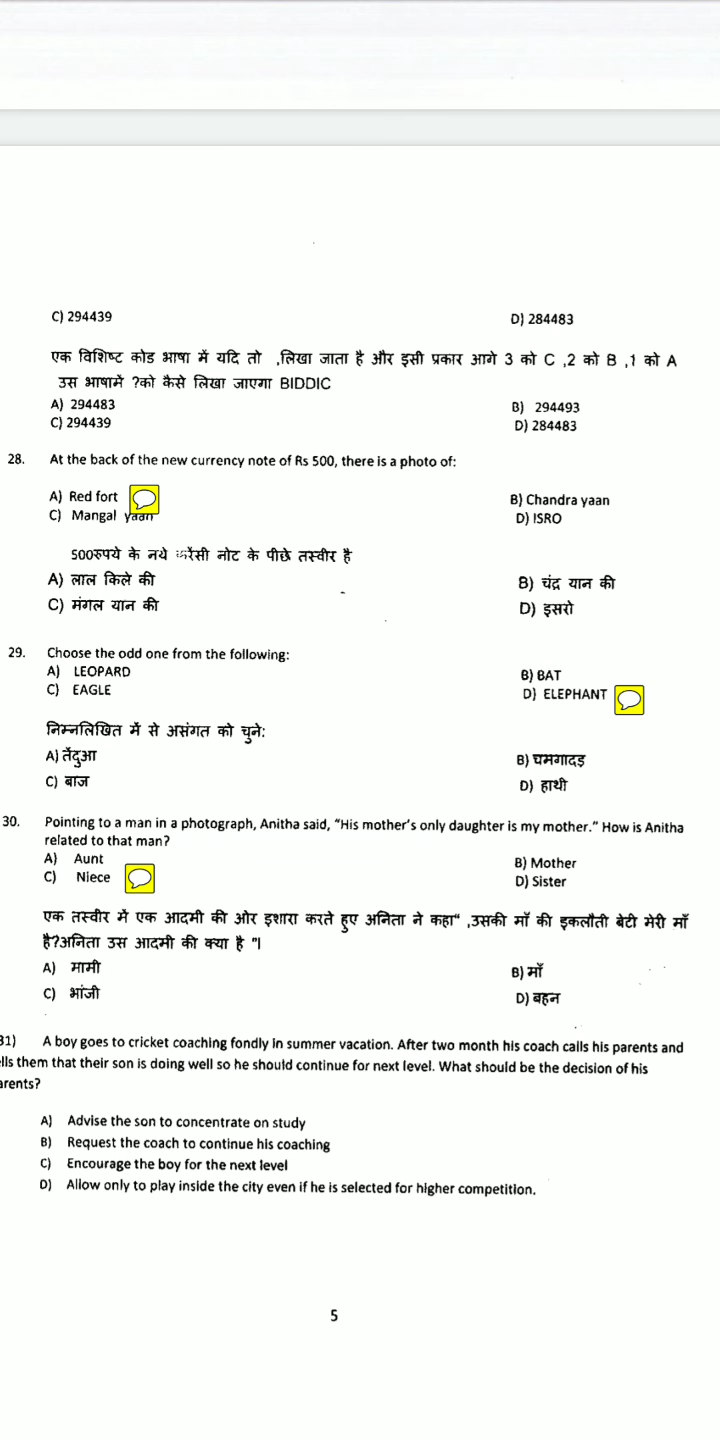 C) 294439 D) 284483
एक विशिष्ट कोड भाषा में यदि तो ,लिखा जाता है और इसी प्रकार आगे 3 को C ,2 को B ,1 को A
उस भाषामें ?को कैसे लिखा जाएगा BIDDIC
A) 294483 B) 294493
C) 294439 D) 284483
28. At the back of the new currency note of Rs 500, there is a photo of:
A) Red fort B) Chandra yaan
C) Mangal yaan D) ISRO
500रुपये के नये करेंसी नोट के पीछे तस्वीर है
A) लाल किले की B) चंद्र यान की
C) मंगल यान की D) इसरो
29. Choose the odd one from the following:
A) LEOPARD B) BAT
C) EAGLE D) ELEPHANT
निम्नलिखित में से असंगत को चुने:
A) तेंदुआ B) चमगादड़
C) बाज D) हाथी
30. Pointing to a man in a photograph, Anitha said, “His mother’s only daughter is my mother.” How is Anitha
related to that man?
A) Aunt B) Mother
C) Niece D) Sister
एक तस्वीर में एक आदमी की ओर इशारा करते हुए अनिता ने कहा“ ,उसकी माँ की इकलौती बेटी मेरी माँ
है?अनिता उस आदमी की क्या है "।
A) मामी B) माँ
C) भांजी D) बहन
31) A boy goes to cricket coaching fondly in summer vacation. After two month his coach calls his parents and
lls them that their son is doing well so he should continue for next level. What should be the decision of his
arents?
A) Advise the son to concentrate on study
B) Request the coach to continue his coaching
C) Encourage the boy for the next level
D) Allow only to play inside the city even if he is selected for higher competition.
5